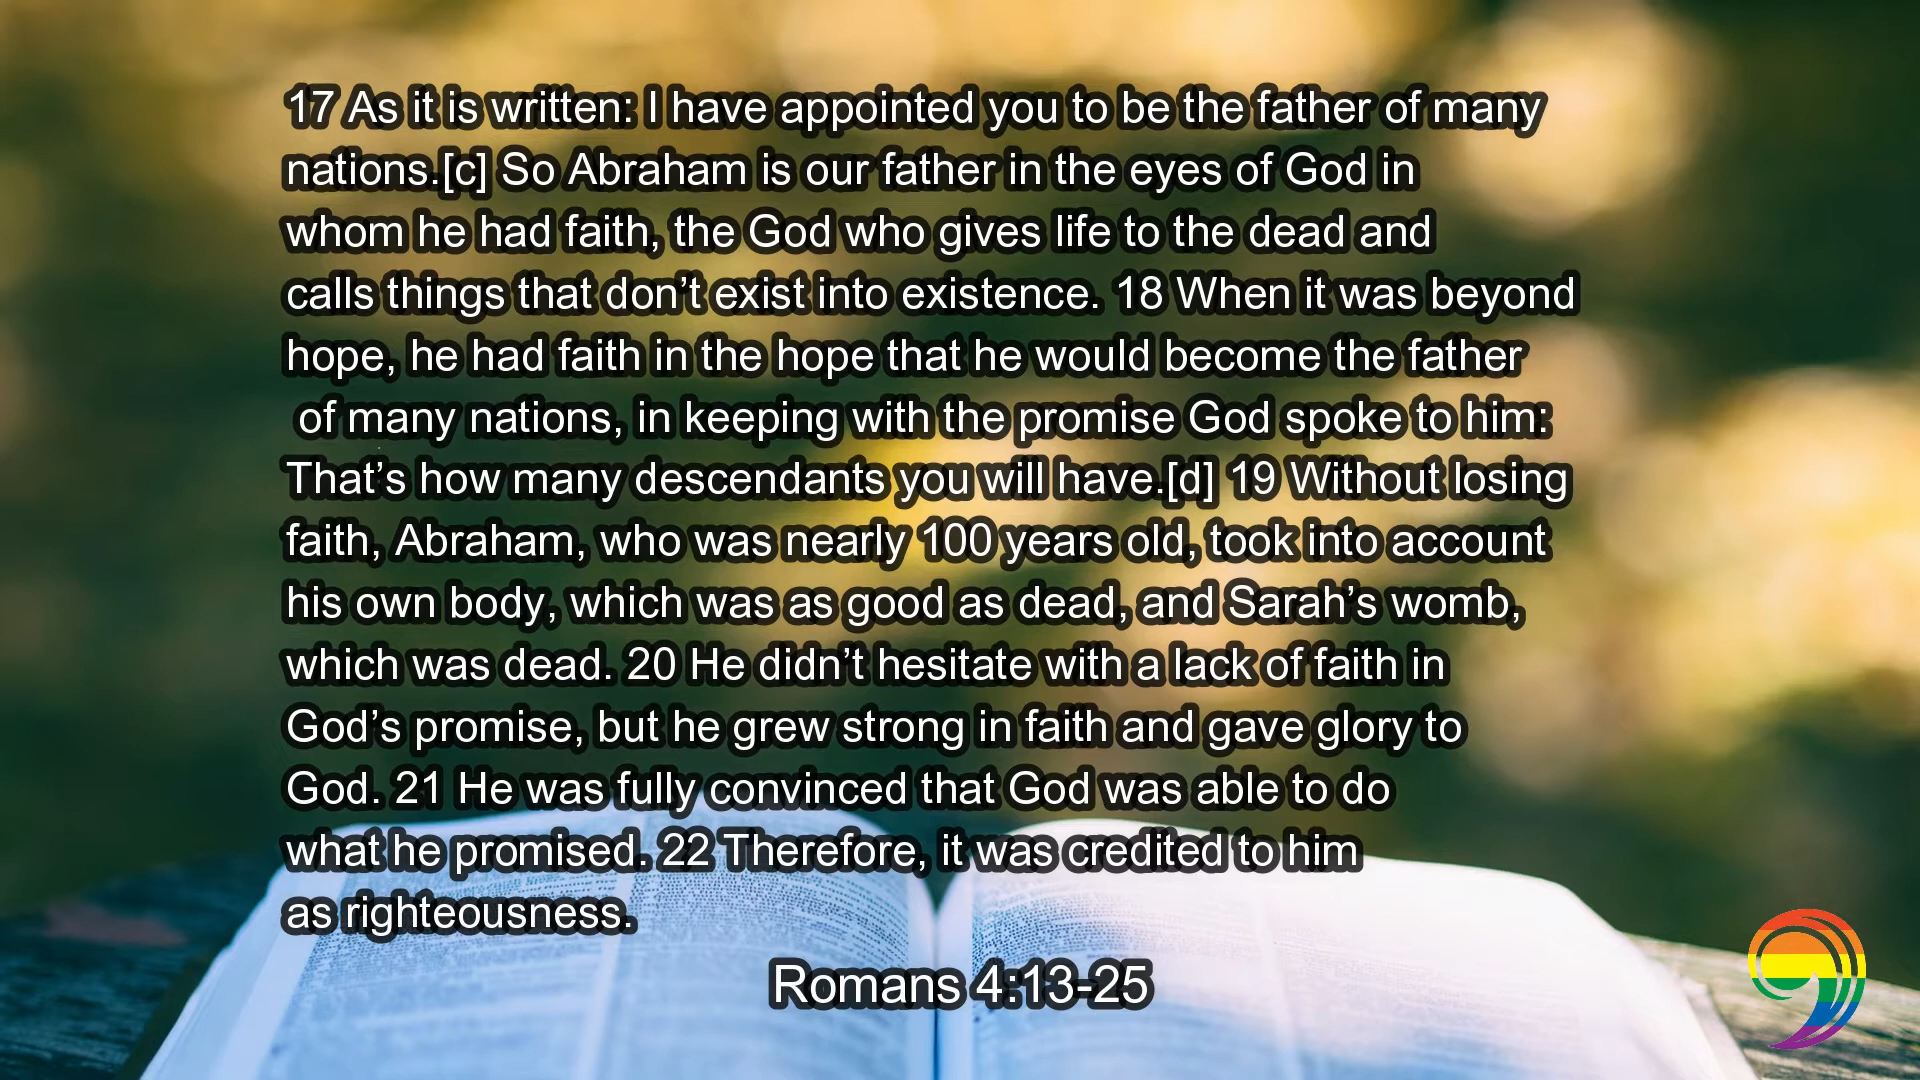 17 As it is written: I have appointed you to be the father of many
nations.[c] So Abraham is our father in the eyes of God in
whom he had faith, the God who gives life to the dead and
calls things that don’t exist into existence. 18 When it was beyond
hope, he had faith in the hope that he would become the father
of many nations, in keeping with the promise God spoke to him:
That’s how many descendants you will have.[d] 19 Without losing
faith, Abraham, who was nearly 100 years old, took into account
his own body, which was as good as dead, and Sarah’s womb,
which was dead. 20 He didn’t hesitate with a lack of faith in
God’s promise, but he grew strong in faith and gave glory to
God. 21 He was fully convinced that God was able to do
what he promised. 22 Therefore, it was credited to him
as righteousness.
Romans 4:13-25